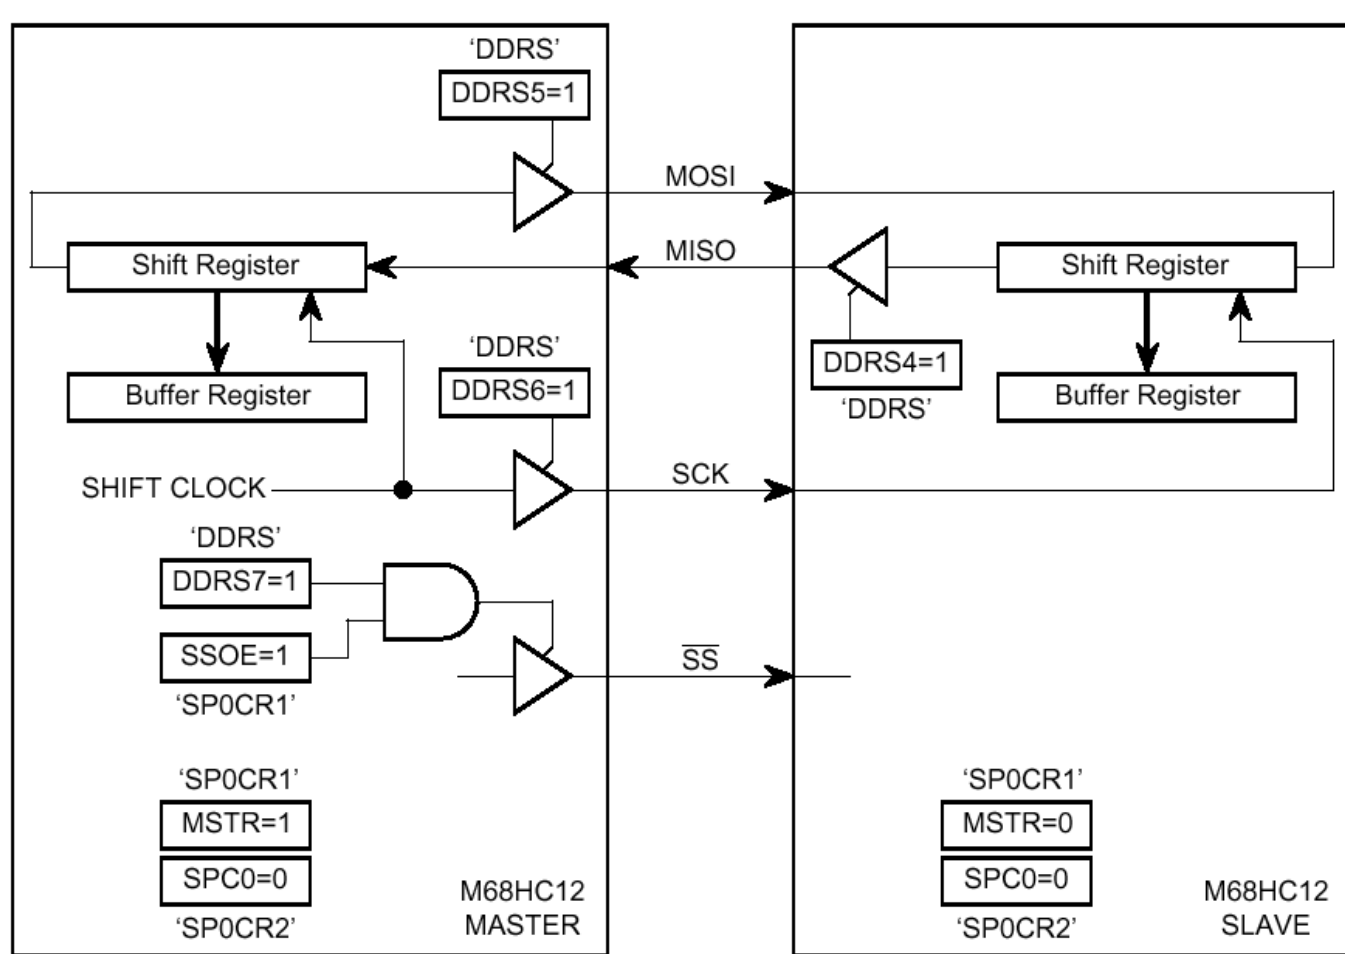 ‘DDRS’
DDRS5=1
MOSI
MISO
Shift Register
Shift Register
‘DDRS’
DDRS6=1
DDRS4=1
‘DDRS’
Buffer Register
Buffer Register
SHIFT CLOCK
SCK
‘DDRS’
DDRS7=1
SSOE=1
‘SP0CR1’
S̅S̅
‘SP0CR1’
MSTR=1
SPC0=0
‘SP0CR2’
M68HC12
MASTER
‘SP0CR1’
MSTR=0
SPC0=0
‘SP0CR2’
M68HC12
SLAVE